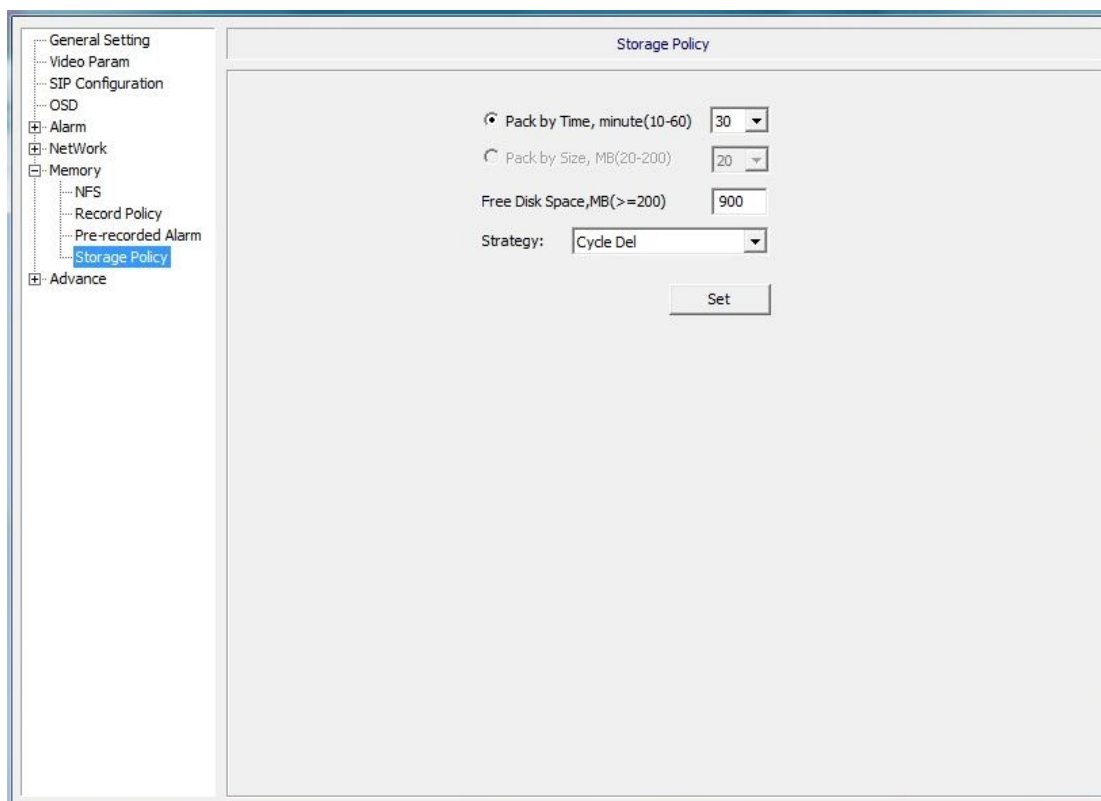 General Setting
Video Param
SIP Configuration
OSD
Alarm
NetWork
Memory
NFS
Record Policy
Pre-recorded Alarm
Storage Policy
Advance
Storage Policy
Pack by Time, minute(10-60) 30
Pack by Size, MB(20-200) 20
Free Disk Space,MB(>=200) 900
Strategy: Cycle Del
Set